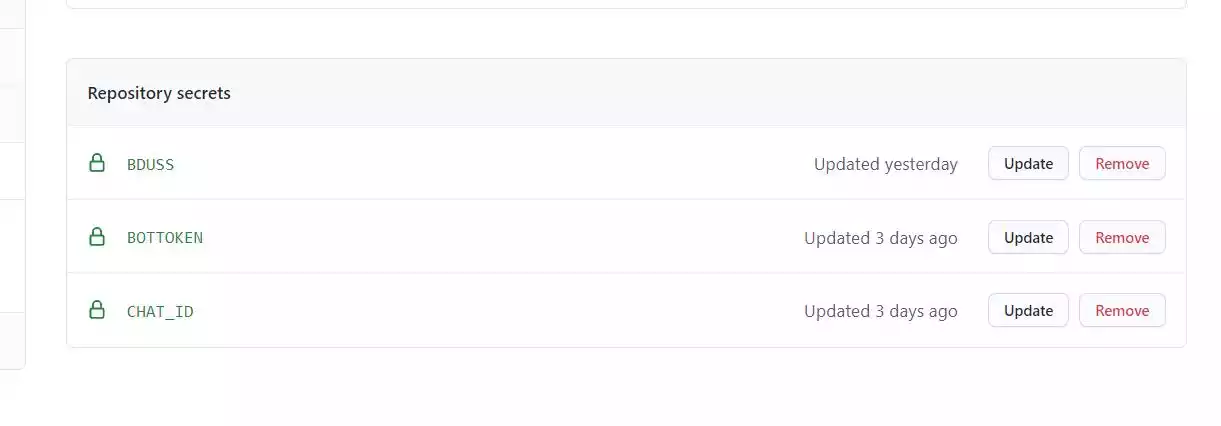 Repository secrets
BDUSS Updated yesterday Update Remove
BOTTOKEN Updated 3 days ago Update Remove
CHAT_ID Updated 3 days ago Update Remove